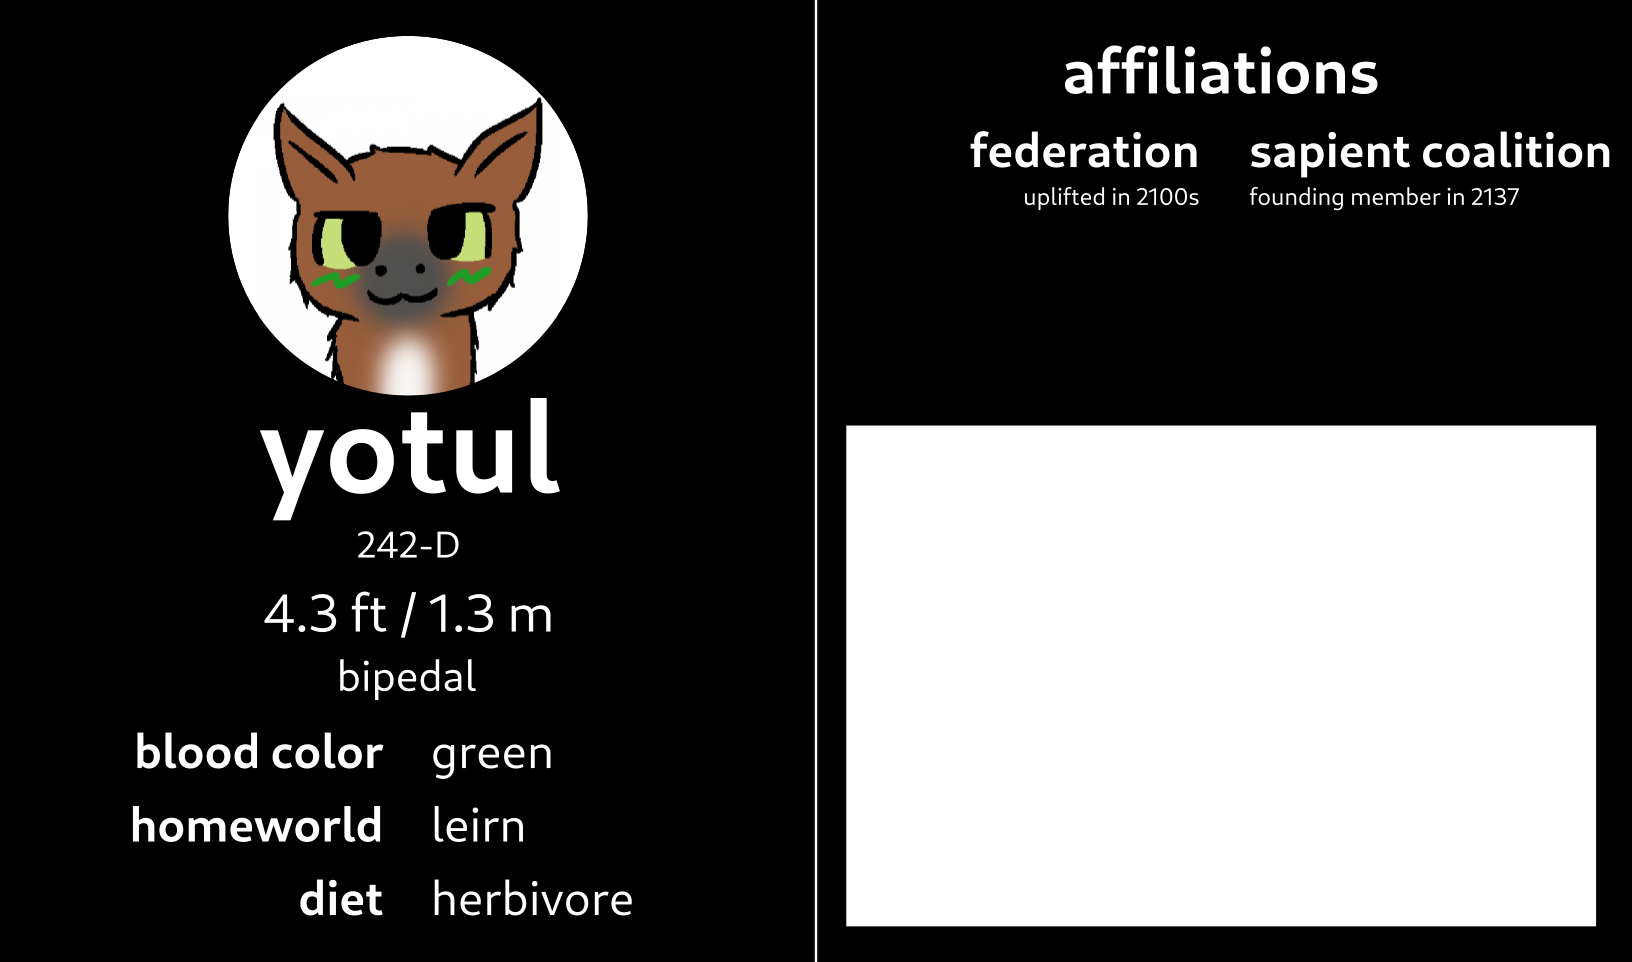 yotul
242-D
4.3 ft / 1.3 m
bipedal
blood color green
homeworld leirn
diet herbivore
affiliations
federation sapient coalition
uplifted in 2100s founding member in 2137